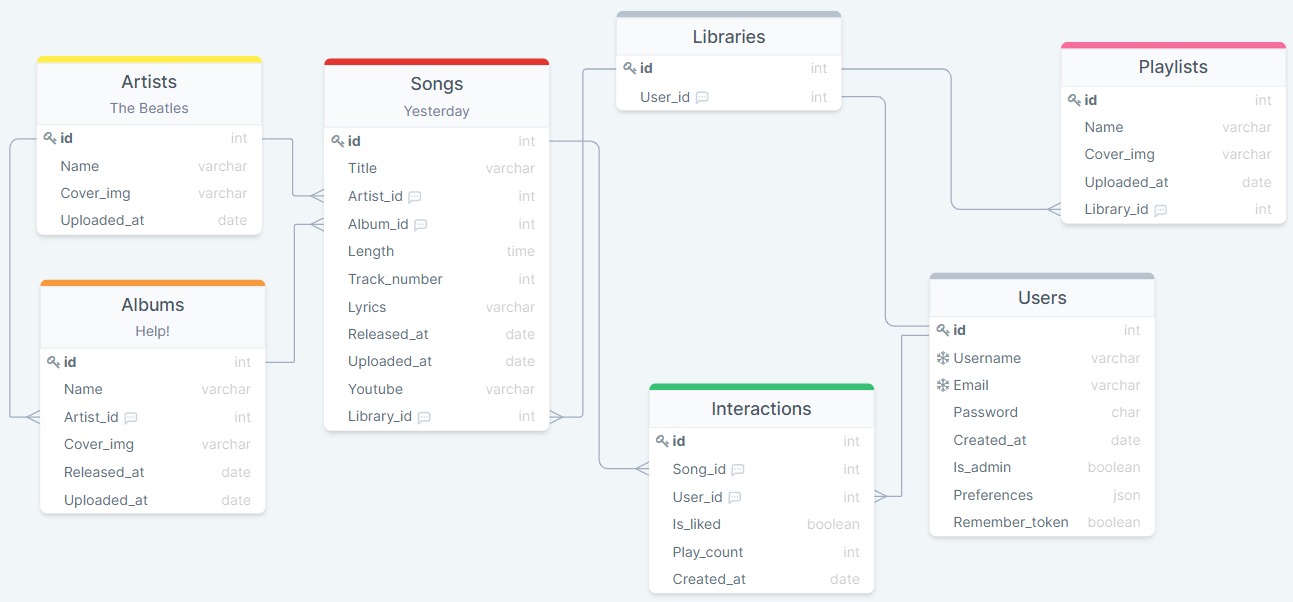 Artists
The Beatles
id int
Name varchar
Cover_img varchar
Uploaded_at date
Albums
Help!
id int
Name varchar
Artist_id int
Cover_img varchar
Released_at date
Uploaded_at date
Songs
Yesterday
id int
Title varchar
Artist_id int
Album_id int
Length time
Track_number int
Lyrics varchar
Released_at date
Uploaded_at date
Youtube varchar
Library_id int
Libraries
id int
User_id int
Interactions
id int
Song_id int
User_id int
Is_liked boolean
Play_count int
Created_at date
Playlists
id int
Name varchar
Cover_img varchar
Uploaded_at date
Library_id int
Users
id int
Username varchar
Email varchar
Password char
Created_at date
Is_admin boolean
Preferences json
Remember_token boolean